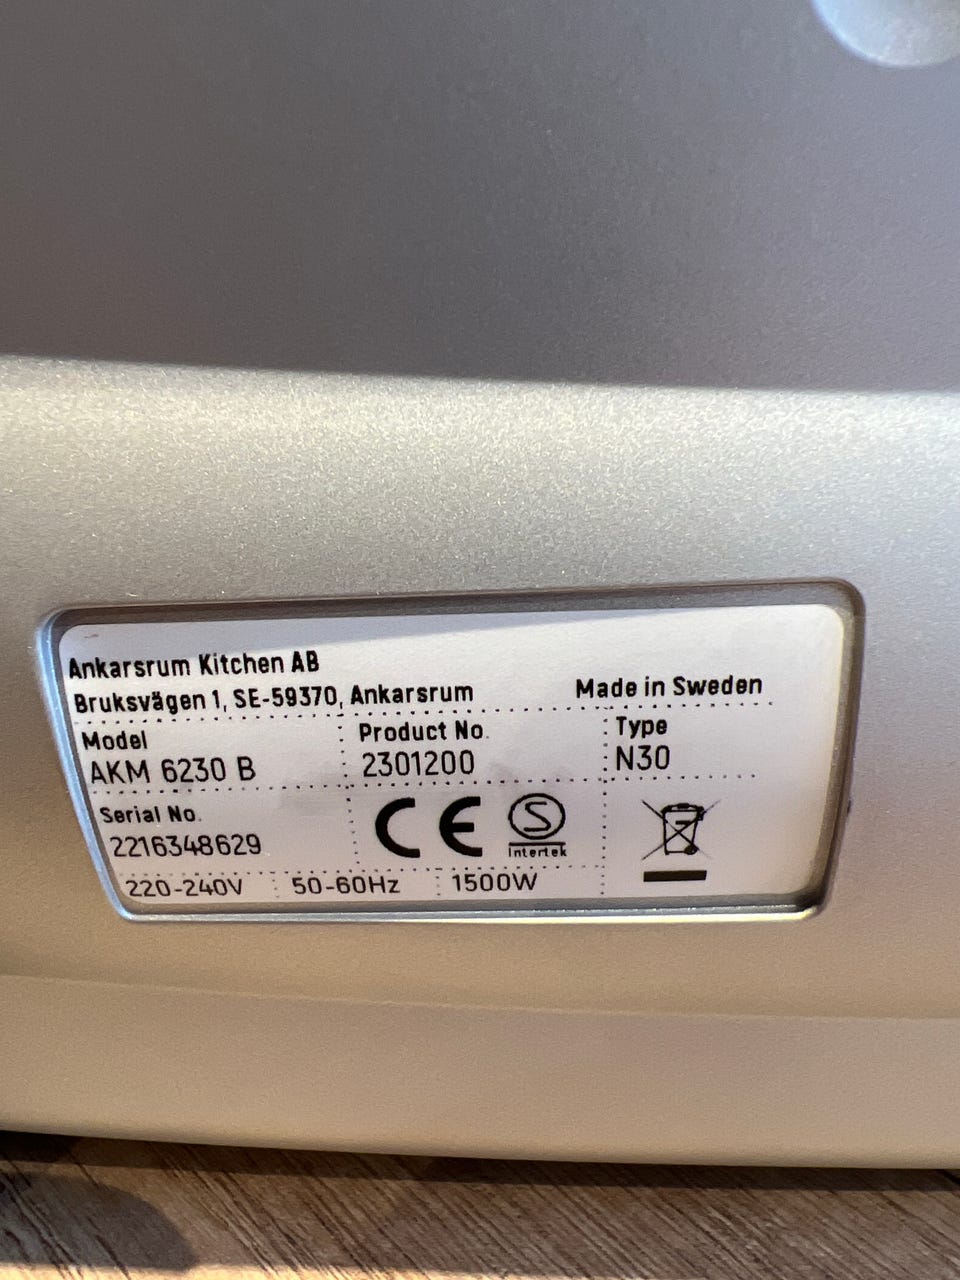 Ankarsrum Kitchen AB
Bruksvägen 1, SE-59370, Ankarsrum
Made in Sweden
Model
AKM 6230 B
Product No.
2301200
Type
N30
Serial No.
2216348629
CE
S
Intertek
220-240V
50-60Hz
1500W